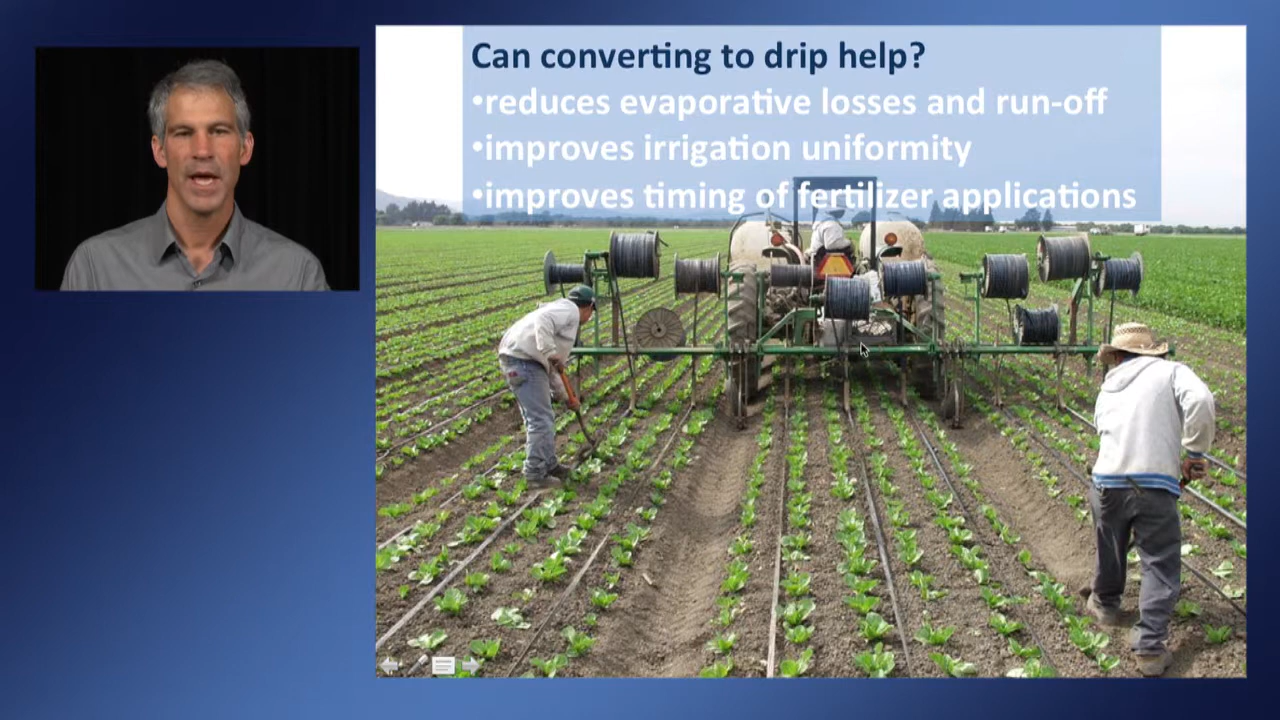 Can converting to drip help?
•reduces evaporative losses and run-off
•improves irrigation uniformity
•improves timing of fertilizer applications